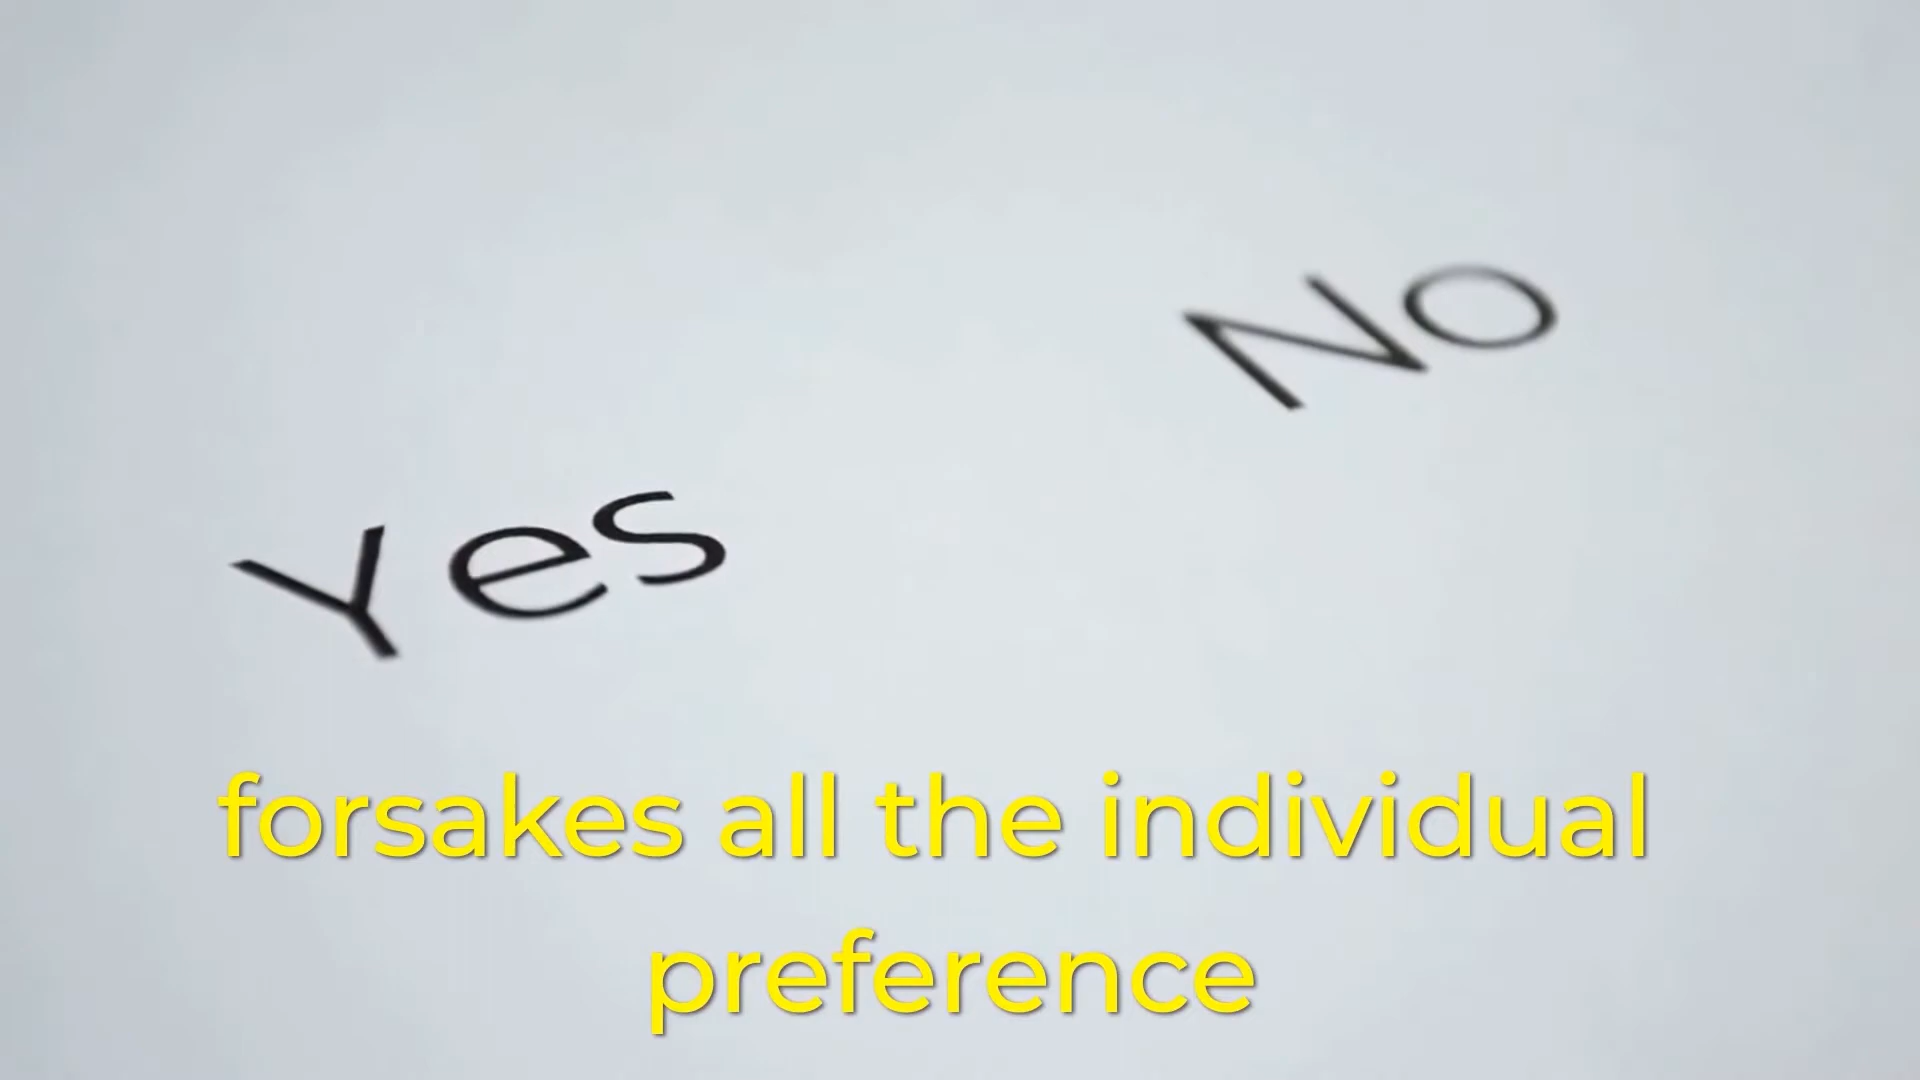 Yes No
forsakes all the individual
preference